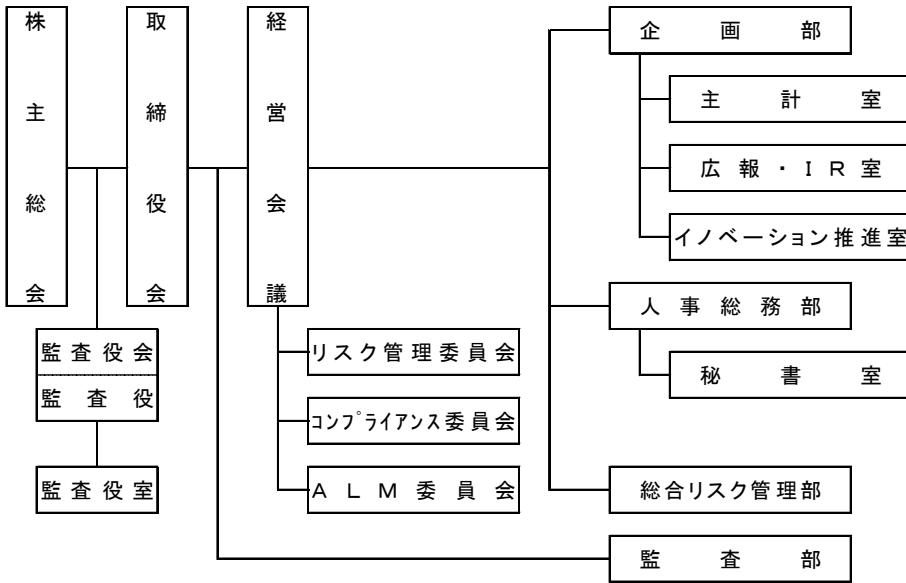 株主総会
取締役会
経営会議
企画部
主計室
広報・ＩＲ室
イノベーション推進室
人事総務部
秘書室
総合リスク管理部
監査部
リスク管理委員会
コンプライアンス委員会
ＡＬＭ委員会
監査役会
監査役
監査役室